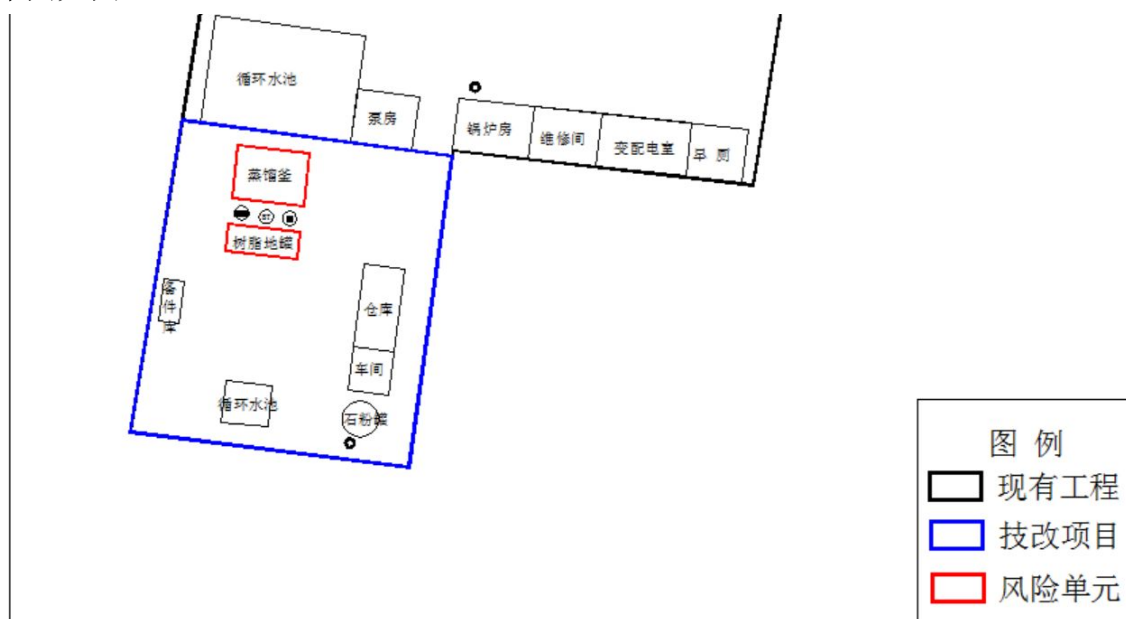 循环水池
泵房
锅炉房
维修间
变配电室
旱 厕
蒸馏釜
树脂地罐
备件库
仓库
车间
循环水池
石粉罐
图 例
现有工程
技改项目
风险单元